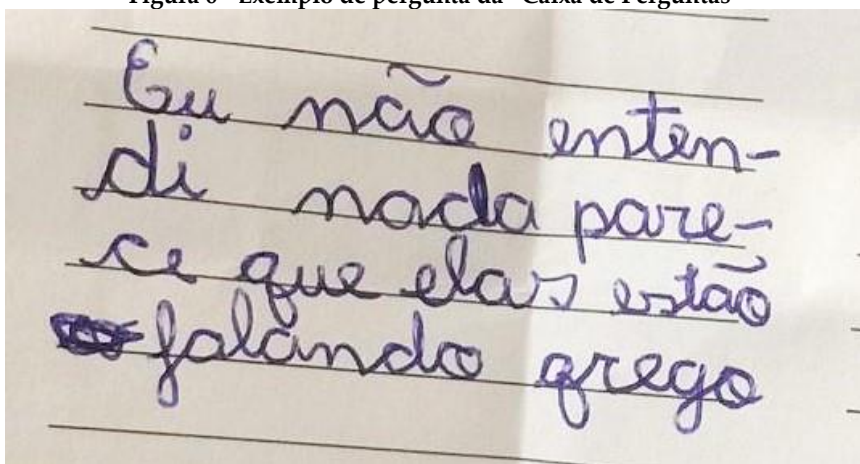 Figura 6 - Exemplo de pergunta da "Caixa de Perguntas"
Eu não enten-
di nada pare-
ce que elas estão
falando grego